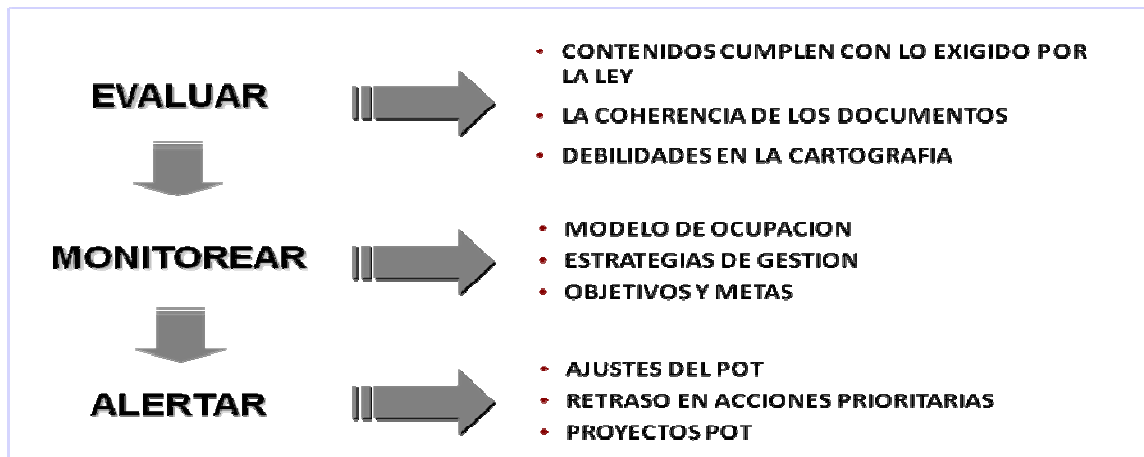 EVALUAR
• CONTENIDOS CUMPLEN CON LO EXIGIDO POR
LA LEY
• LA COHERENCIA DE LOS DOCUMENTOS
• DEBILIDADES EN LA CARTOGRAFIA
MONITOREAR
• MODELO DE OCUPACION
• ESTRATEGIAS DE GESTION
• OBJETIVOS Y METAS
ALERTAR
• AJUSTES DEL POT
• RETRASO EN ACCIONES PRIORITARIAS
• PROYECTOS POT